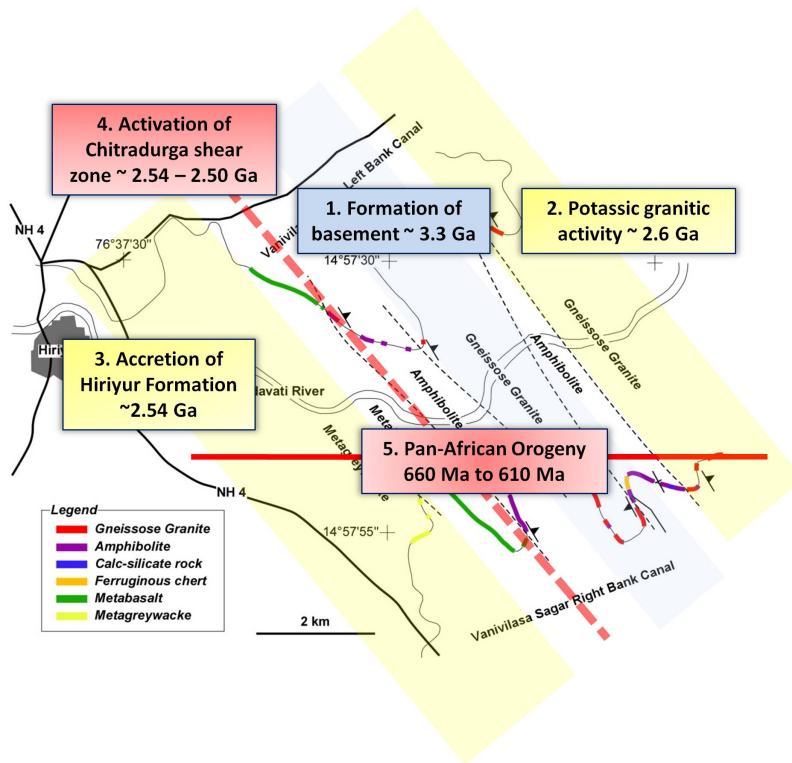 4. Activation of
Chitradurga shear
zone ~ 2.54 – 2.50 Ga
Left Bank Canal
1. Formation of
basement ~ 3.3 Ga
2. Potassic granitic
activity ~ 2.6 Ga
NH 4
76°37'30"
14°57'30"
Gneissose Granite
Amphibolite
Gneissose Granite
Amphibolite
3. Accretion of
Hiriyur Formation
~2.54 Ga
River
5. Pan-African Orogeny
660 Ma to 610 Ma
NH 4
14°57'55"
Legend
Gneissose Granite
Amphibolite
Calc-silicate rock
Ferruginous chert
Metabasalt
Metagreywacke
2 km
Vanivilasa Sagar Right Bank Canal